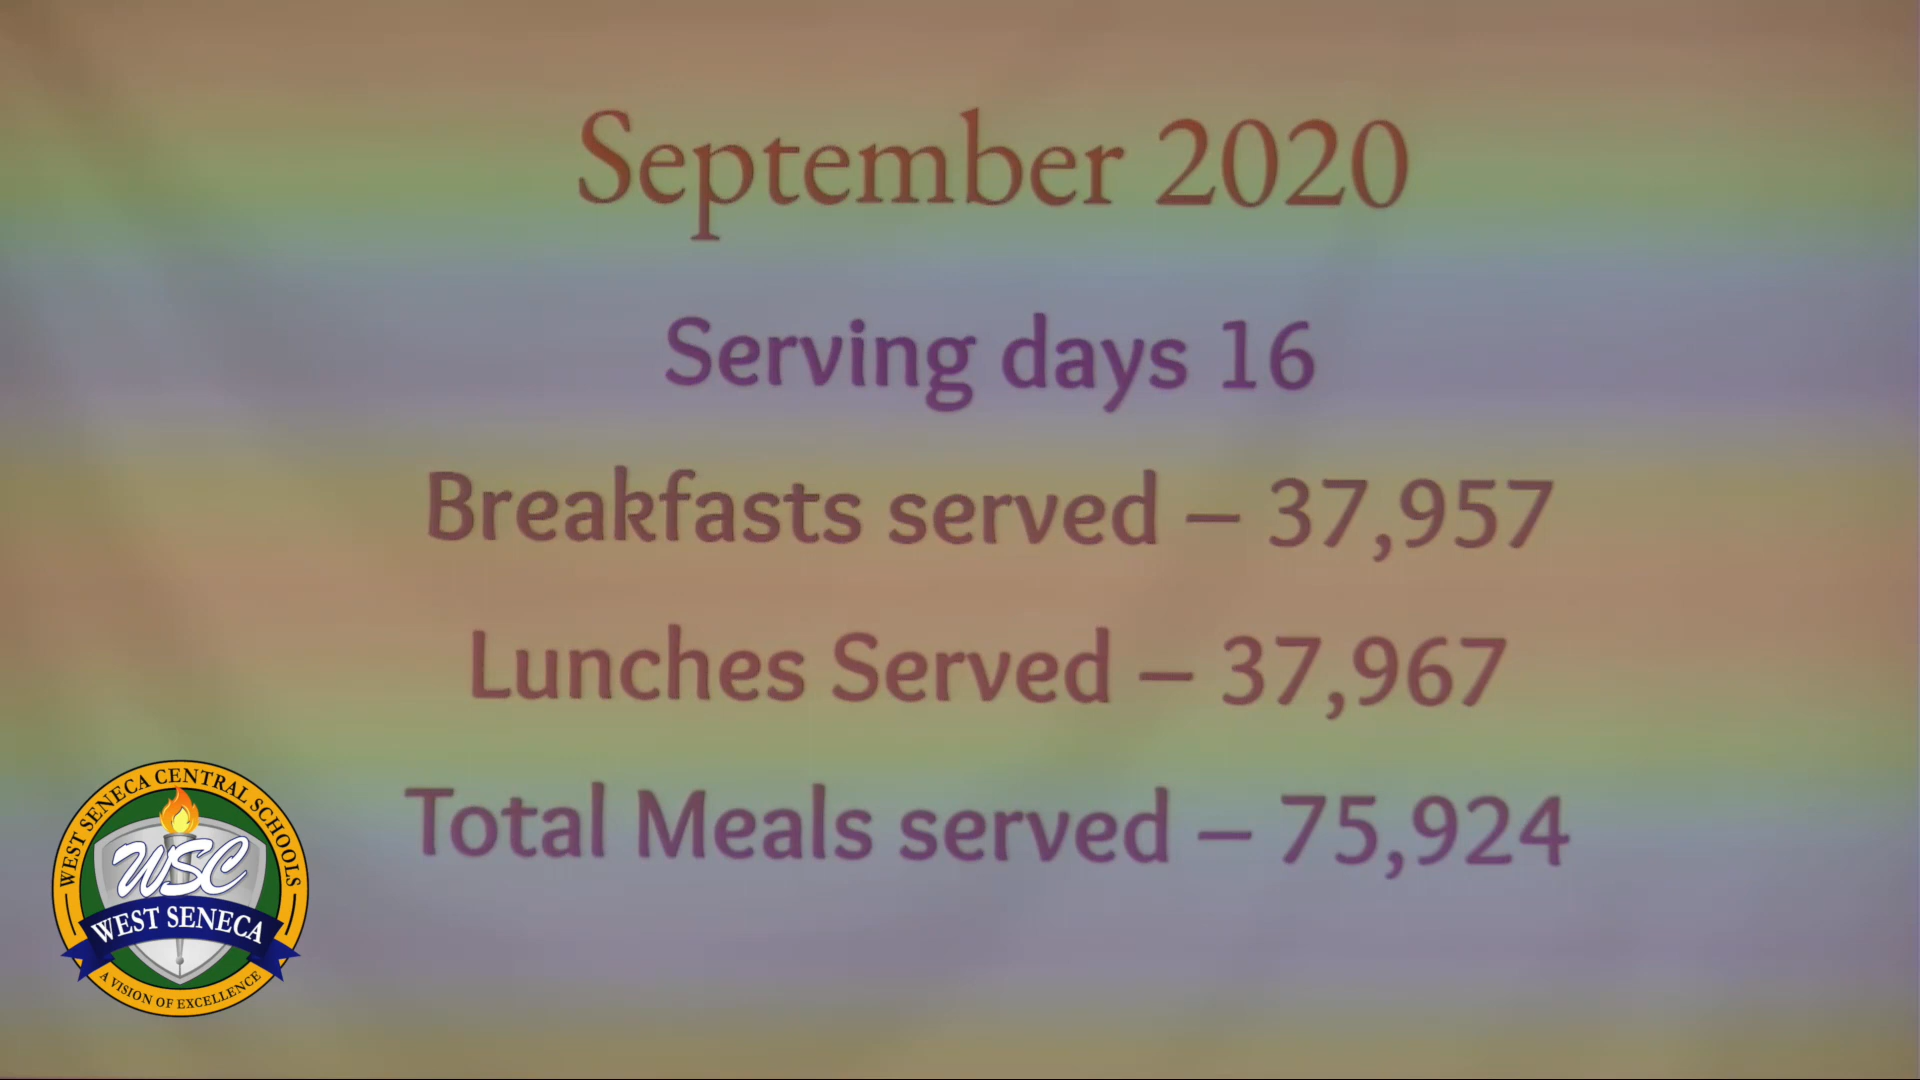 September 2020
Serving days 16
Breakfasts served – 37,957
Lunches Served – 37,967
Total Meals served – 75,924
WEST SENECA CENTRAL SCHOOLS
WSC
WEST SENECA
A VISION OF EXCELLENCE